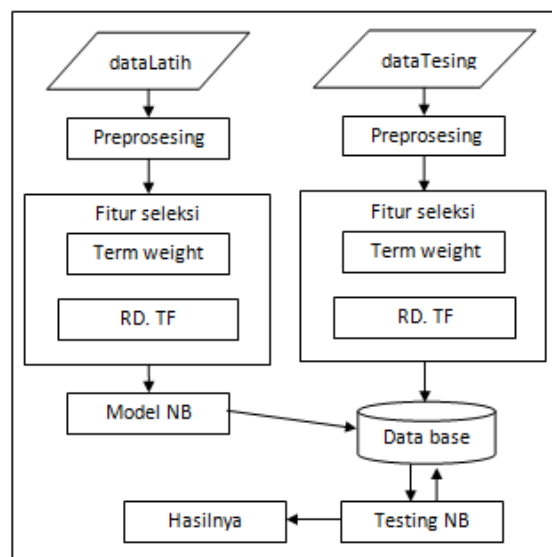 dataLatih
dataTesing
Preprosesing
Preprosesing
Fitur seleksi
Term weight
RD. TF
Fitur seleksi
Term weight
RD. TF
Model NB
Data base
Hasilnya
Testing NB